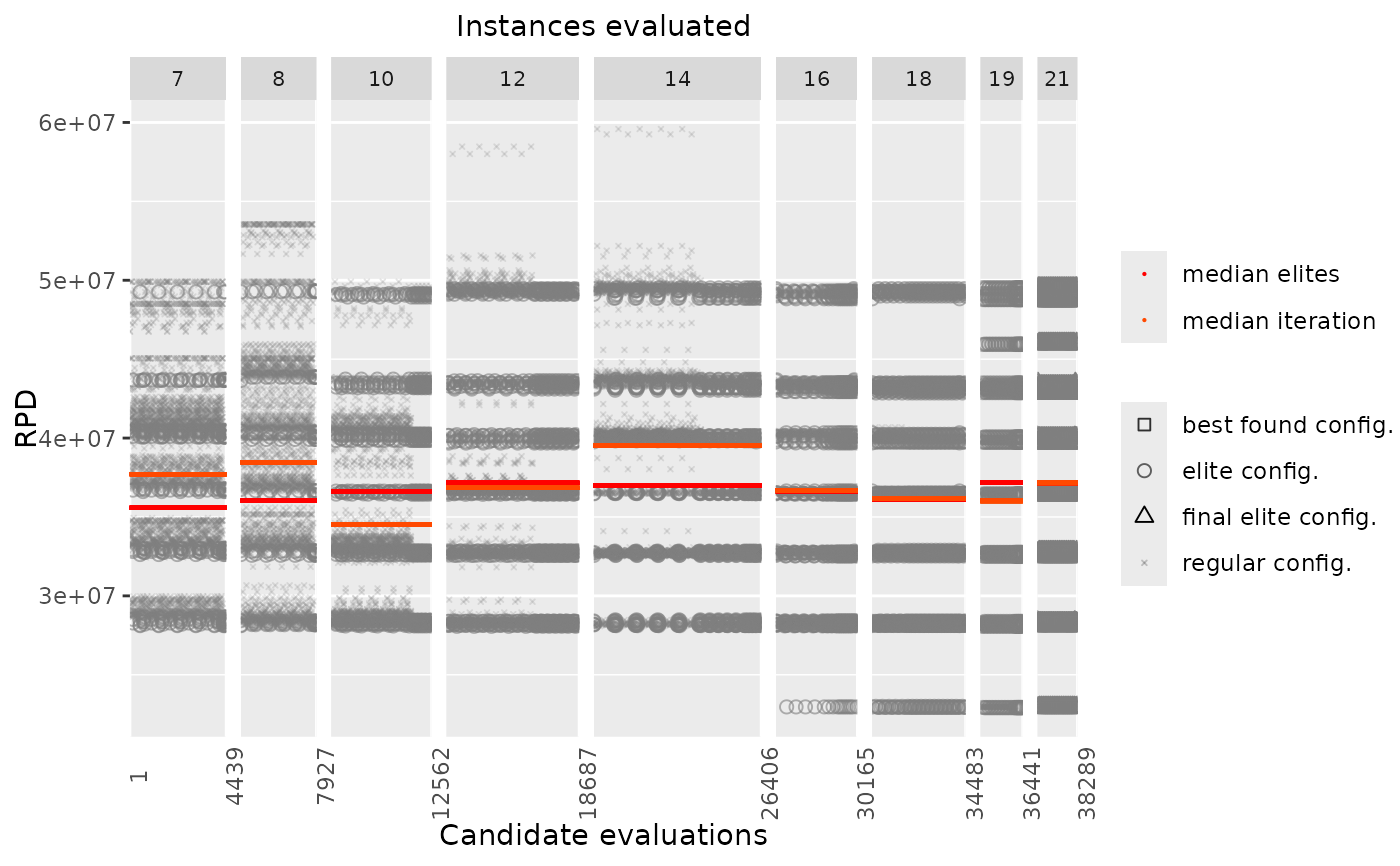 Instances evaluated
7 8 10 12 14 16 18 19 21
6e+07
5e+07
4e+07
3e+07
RPD
1 4439 7927 12562 18687 26406 30165 34483 36441 38289
Candidate evaluations
median elites
median iteration
best found config.
elite config.
final elite config.
regular config.